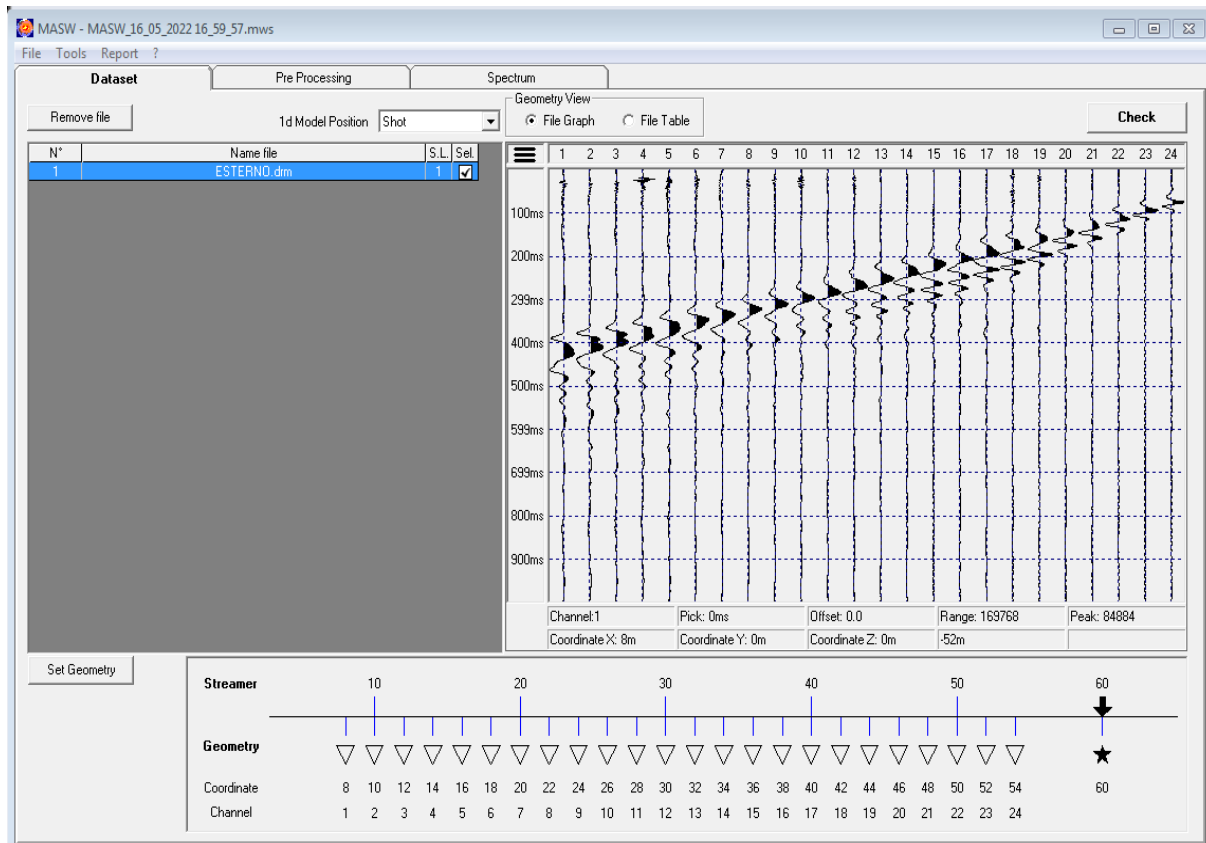 MASW - MASW_16_05_2022 16_59_57.mws
File Tools Report ?
Dataset Pre Processing Spectrum
Remove file 1d Model Position Shot Geometry View File Graph File Table Check
N° Name file S.L. Sel.
1 ESTERNO.drm 1
1 2 3 4 5 6 7 8 9 10 11 12 13 14 15 16 17 18 19 20 21 22 23 24
100ms
200ms
299ms
400ms
500ms
599ms
699ms
800ms
900ms
Channel:1 Pick: 0ms Offset: 0.0 Range: 169768 Peak: 84884
Coordinate X: 8m Coordinate Y: 0m Coordinate Z: 0m -52m
Set Geometry
Streamer 10 20 30 40 50 60
Geometry
Coordinate 8 10 12 14 16 18 20 22 24 26 28 30 32 34 36 38 40 42 44 46 48 50 52 54 60
Channel 1 2 3 4 5 6 7 8 9 10 11 12 13 14 15 16 17 18 19 20 21 22 23 24